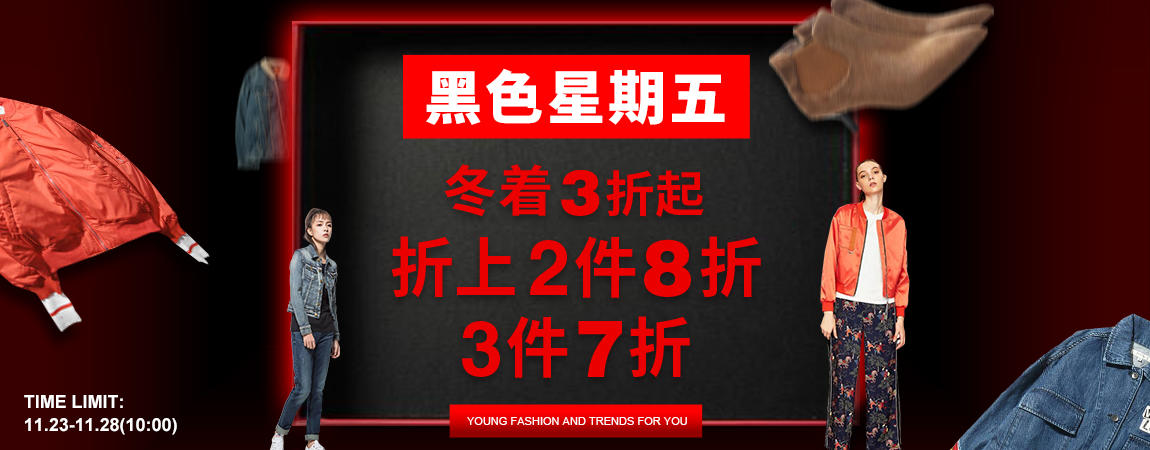 黑色星期五
冬着3折起
折上2件8折
3件7折
YOUNG FASHION AND TRENDS FOR YOU
TIME LIMIT:
11.23-11.28(10:00)